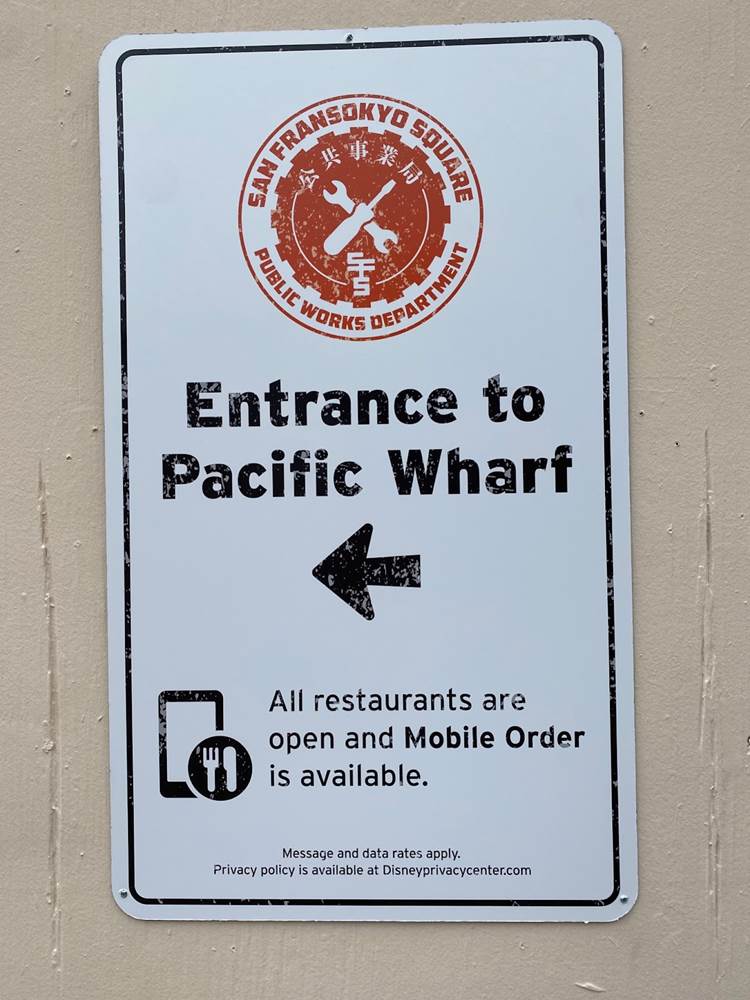 SAN FRANSOKYO SQUARE
公共事業局
SFS
PUBLIC WORKS DEPARTMENT
Entrance to
Pacific Wharf
All restaurants are
open and Mobile Order
is available.
Message and data rates apply.
Privacy policy is available at Disneyprivacycenter.com